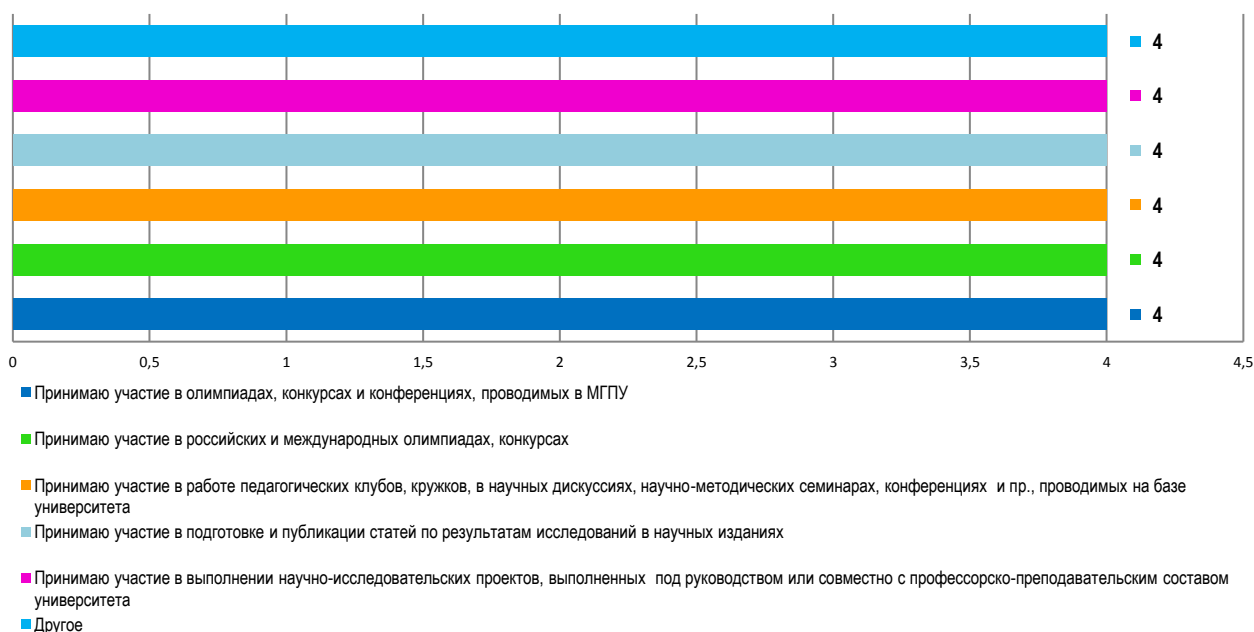 4
4
4
4
4
4
0 0,5 1 1,5 2 2,5 3 3,5 4 4,5
Принимаю участие в олимпиадах, конкурсах и конференциях, проводимых в МГПУ
Принимаю участие в российских и международных олимпиадах, конкурсах
Принимаю участие в работе педагогических клубов, кружков, в научных дискуссиях, научно-методических семинарах, конференциях и пр., проводимых на базе
университета
Принимаю участие в подготовке и публикации статей по результатам исследований в научных изданиях
Принимаю участие в выполнении научно-исследовательских проектов, выполненных под руководством или совместно с профессорско-преподавательским составом
университета
Другое